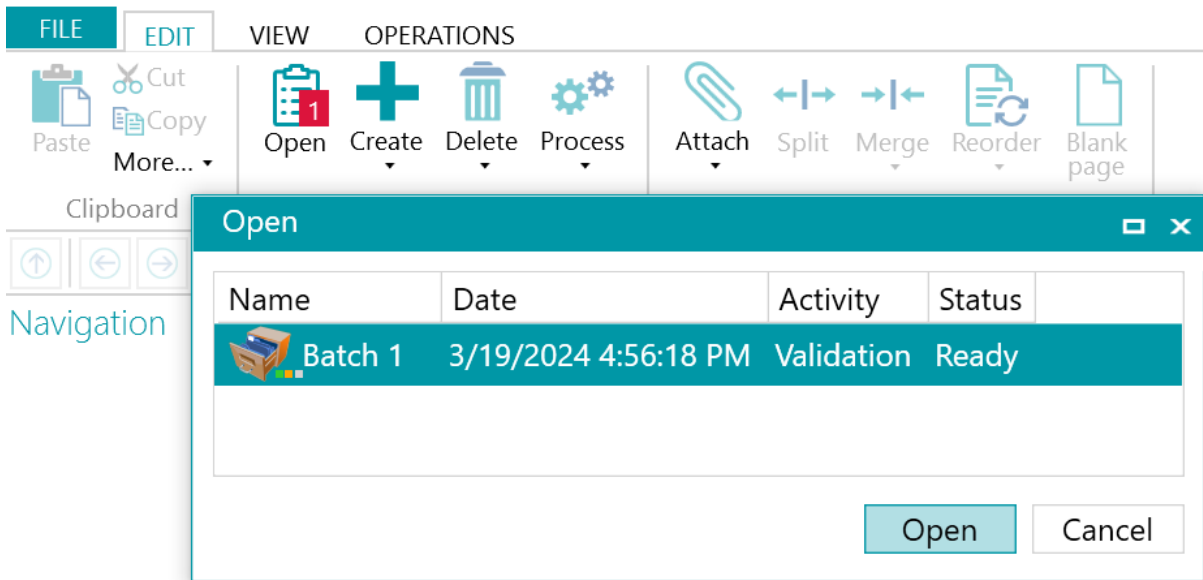 FILE EDIT VIEW OPERATIONS
Paste
Cut
Copy
More...
Clipboard
1
Open Create Delete Process
Attach Split Merge Reorder Blank
page
Navigation
Open
Name Date Activity Status
Batch 1 3/19/2024 4:56:18 PM Validation Ready
Open Cancel